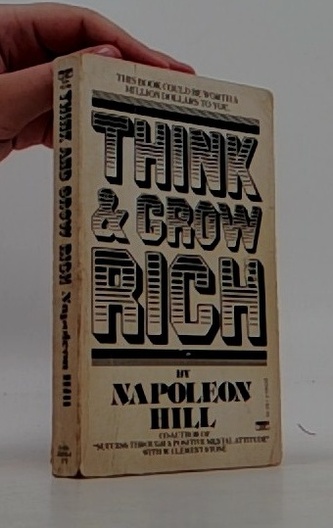 THIS BOOK COULD BE WORTH A
MILLION DOLLARS TO YOU.
THINK
& GROW
RICH
BY
NAPOLEON
HILL
CO-AUTHOR OF
"SUCCESS THROUGH A POSITIVE MENTAL ATTITUDE"
WITH W. CLEMENT STONE
THINK AND GROW RICH Napoleon Hill